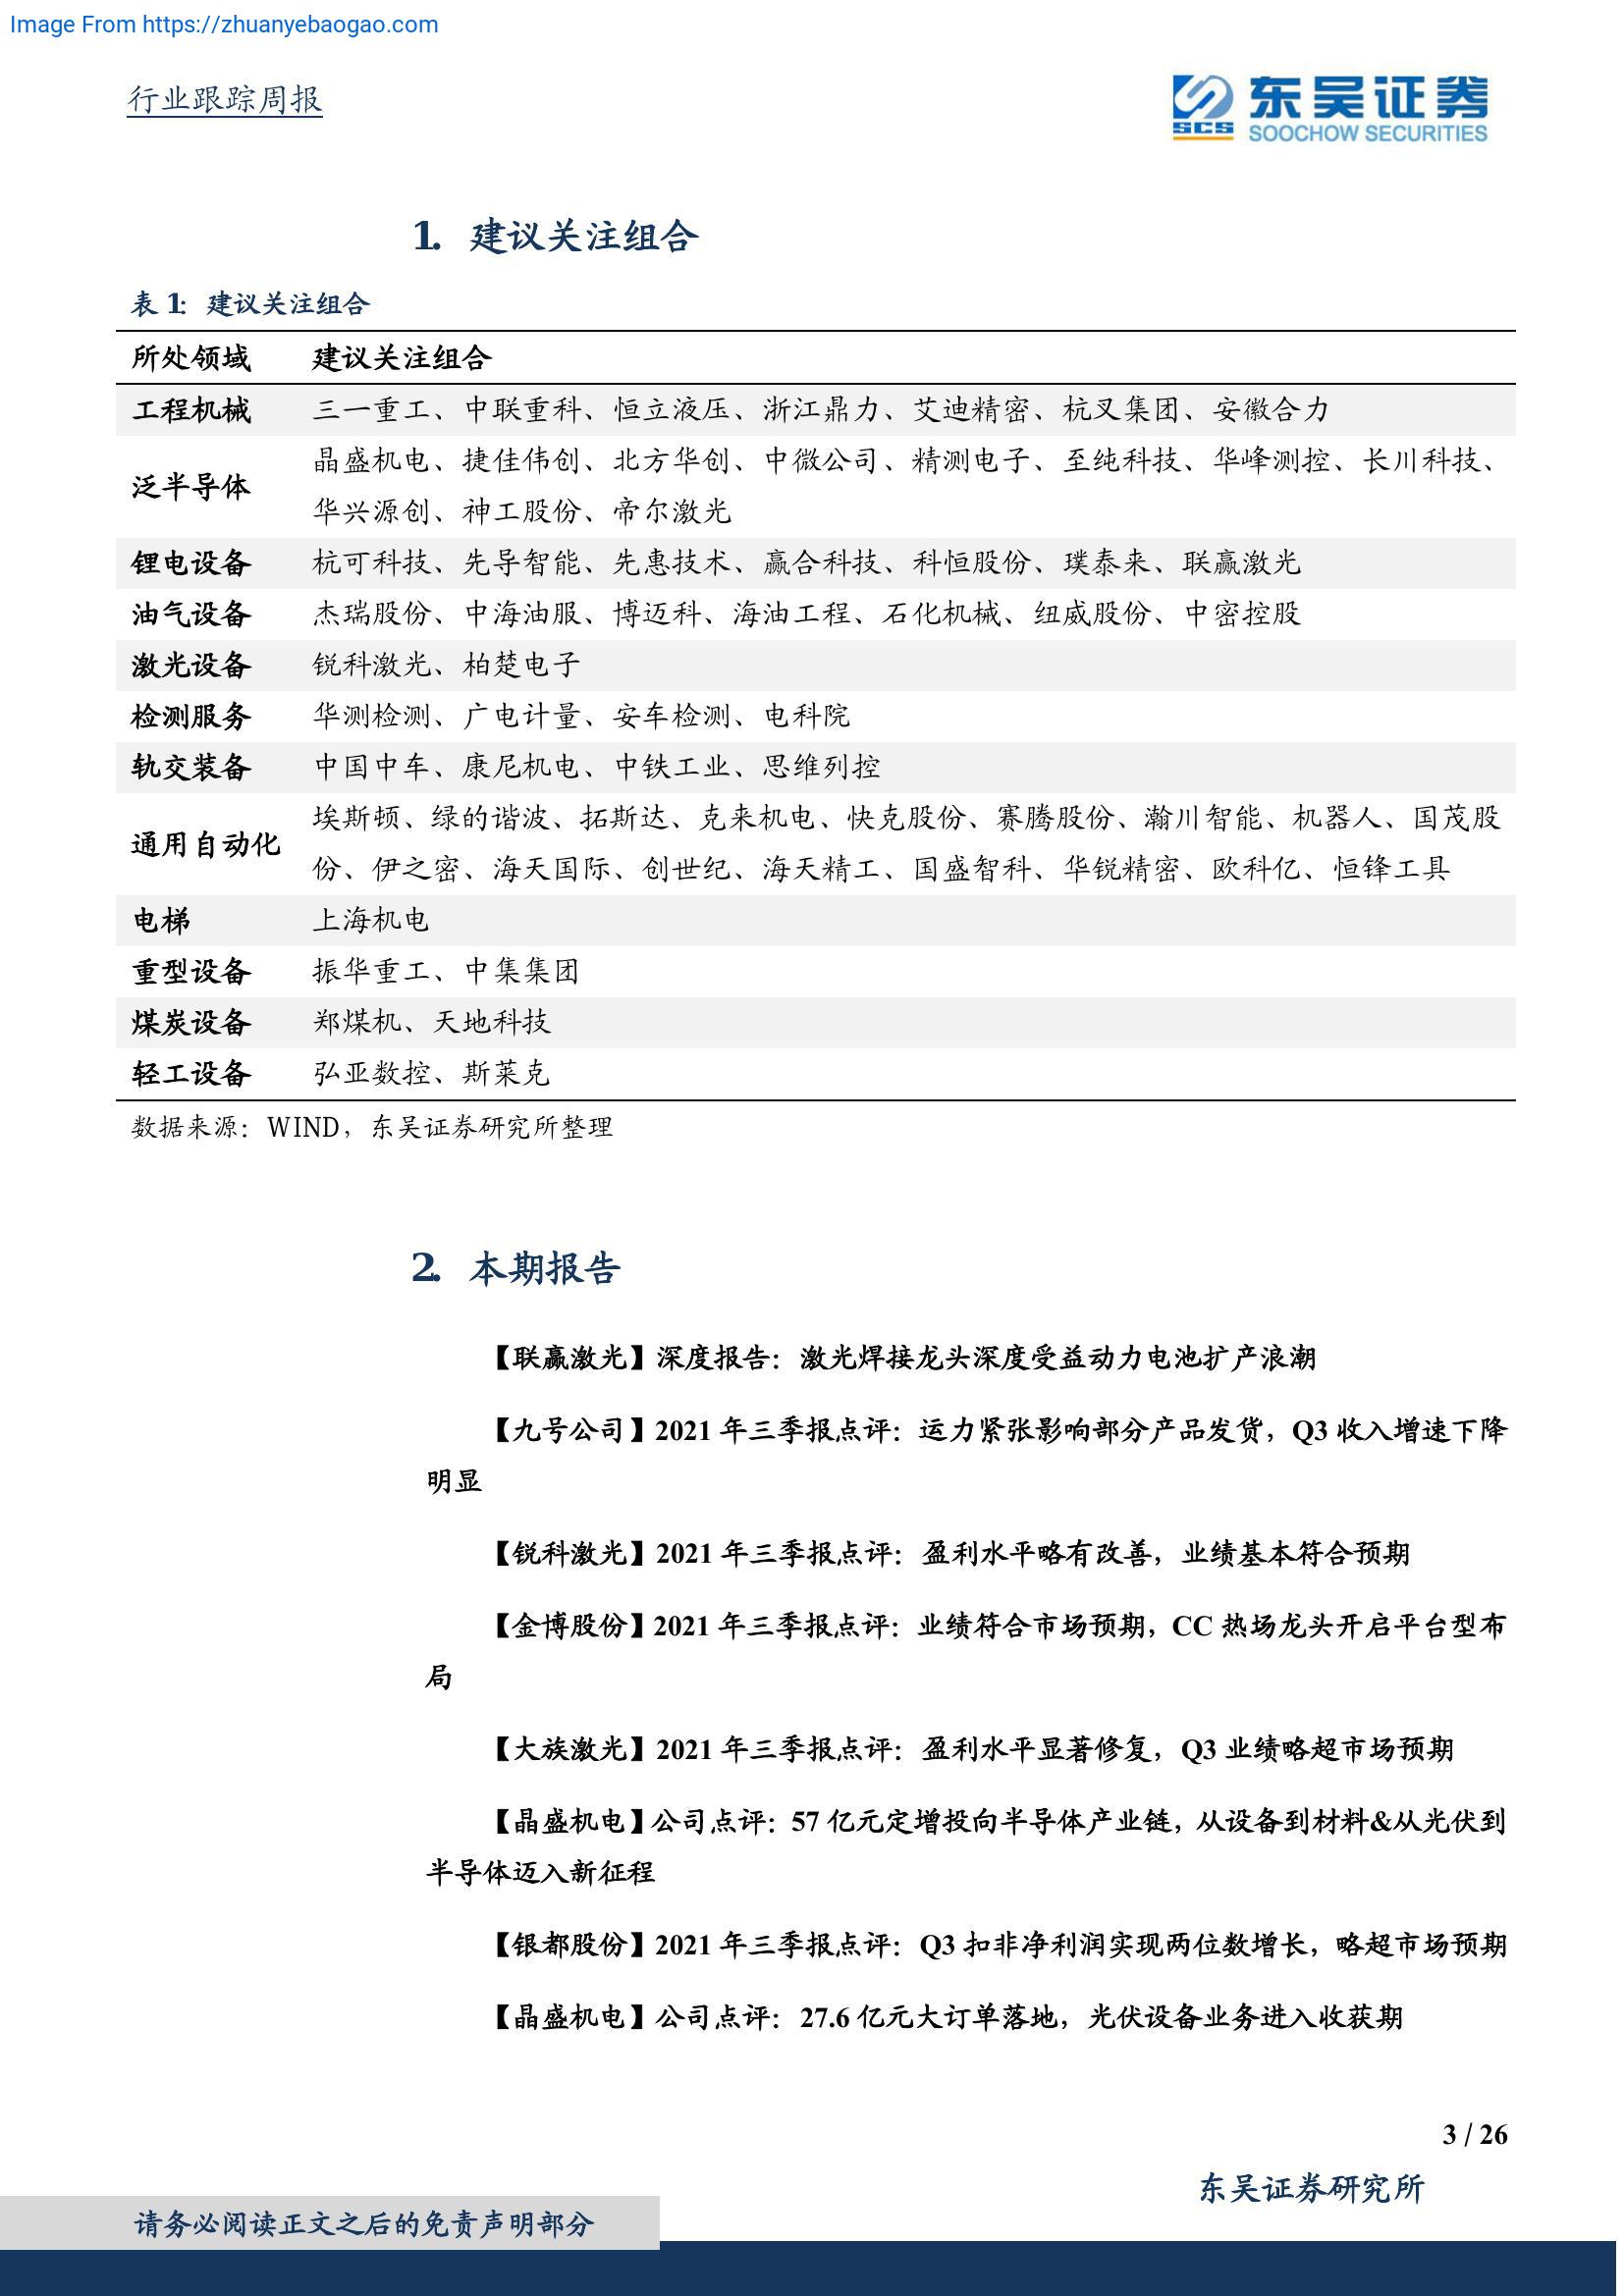 Image From https://zhuanyebaogao.com
行业跟踪周报
SCS 东吴证券
SOOCHOW SECURITIES
1. 建议关注组合
表 1: 建议关注组合
所处领域 建议关注组合
工程机械 三一重工、中联重科、恒立液压、浙江鼎力、艾迪精密、杭叉集团、安徽合力
泛半导体 晶盛机电、捷佳伟创、北方华创、中微公司、精测电子、至纯科技、华峰测控、长川科技、
华兴源创、神工股份、帝尔激光
锂电设备 杭可科技、先导智能、先惠技术、赢合科技、科恒股份、璞泰来、联赢激光
油气设备 杰瑞股份、中海油服、博迈科、海油工程、石化机械、纽威股份、中密控股
激光设备 锐科激光、柏楚电子
检测服务 华测检测、广电计量、安车检测、电科院
轨交装备 中国中车、康尼机电、中铁工业、思维列控
通用自动化 埃斯顿、绿的谐波、拓斯达、克来机电、快克股份、赛腾股份、瀚川智能、机器人、国茂股
份、伊之密、海天国际、创世纪、海天精工、国盛智科、华锐精密、欧科亿、恒锋工具
电梯 上海机电
重型设备 振华重工、中集集团
煤炭设备 郑煤机、天地科技
轻工设备 弘亚数控、斯莱克
数据来源：WIND，东吴证券研究所整理
2. 本期报告
【联赢激光】深度报告：激光焊接龙头深度受益动力电池扩产浪潮
【九号公司】2021 年三季报点评：运力紧张影响部分产品发货，Q3 收入增速下降
明显
【锐科激光】2021 年三季报点评：盈利水平略有改善，业绩基本符合预期
【金博股份】2021 年三季报点评：业绩符合市场预期，CC 热场龙头开启平台型布
局
【大族激光】2021 年三季报点评：盈利水平显著修复，Q3 业绩略超市场预期
【晶盛机电】公司点评：57 亿元定增投向半导体产业链，从设备到材料&从光伏到
半导体迈入新征程
【银都股份】2021 年三季报点评：Q3 扣非净利润实现两位数增长，略超市场预期
【晶盛机电】公司点评：27.6 亿元大订单落地，光伏设备业务进入收获期
3 / 26
东吴证券研究所
请务必阅读正文之后的免责声明部分